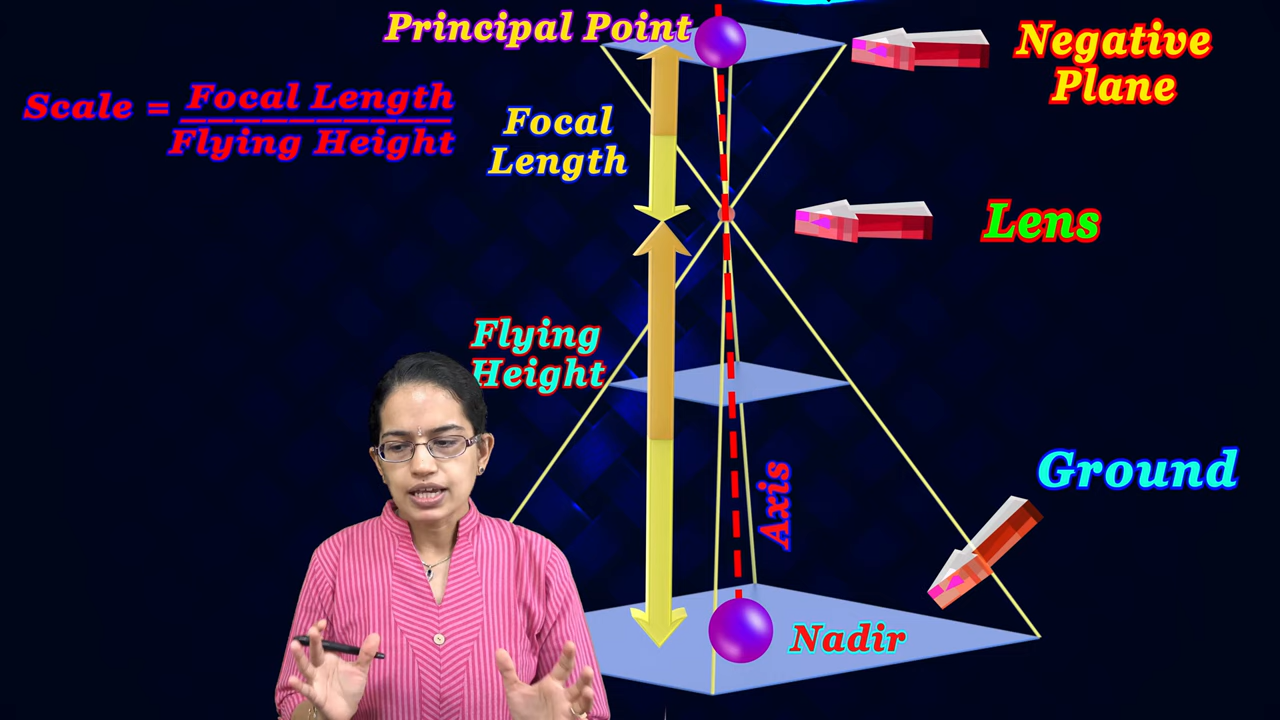 Principal Point
Negative
Plane
Scale = Focal Length
Flying Height
Focal
Length
Lens
Flying
Height
Axis
Ground
Nadir